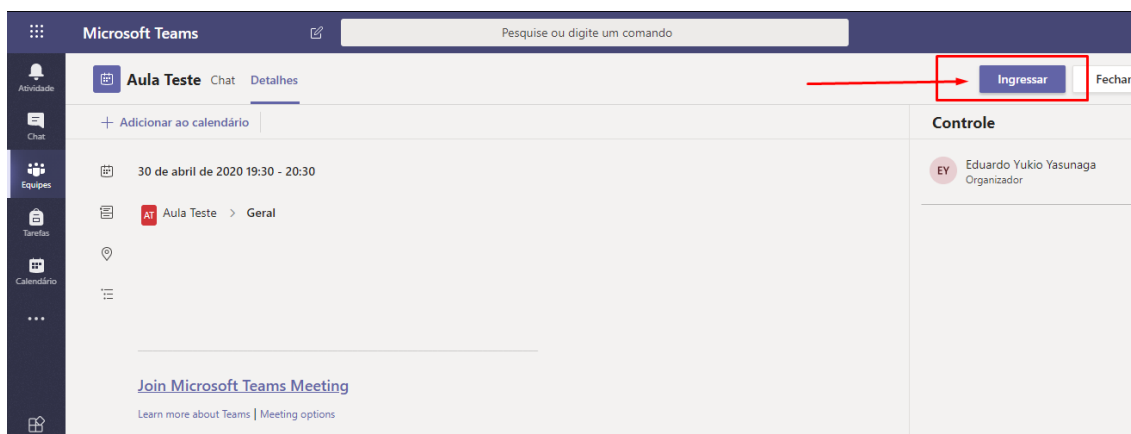 Microsoft Teams
Pesquise ou digite um comando
Atividade
Chat
Equipes
Tarefas
Calendário
Aula Teste Chat Detalhes
Ingressar
Fechar
+ Adicionar ao calendário
30 de abril de 2020 19:30 - 20:30
AT Aula Teste > Geral
Join Microsoft Teams Meeting
Learn more about Teams | Meeting options
Controle
EY Eduardo Yukio Yasunaga
Organizador